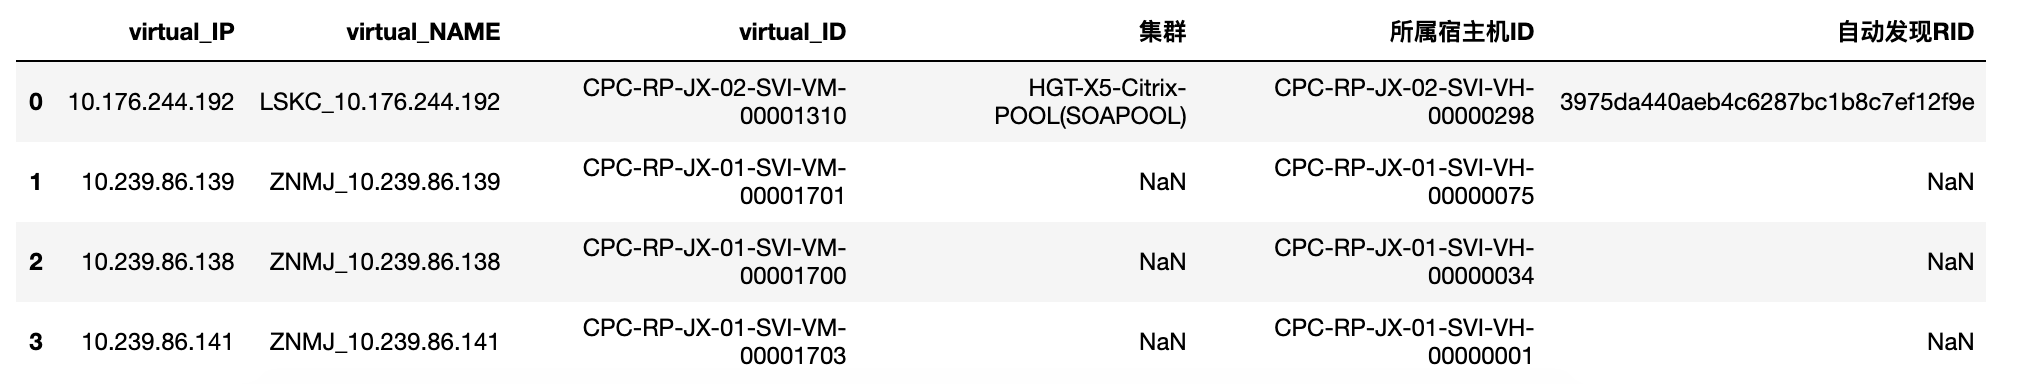 virtual_IP virtual_NAME virtual_ID 集群 所属宿主机ID 自动发现RID
0 10.176.244.192 LSKC_10.176.244.192 CPC-RP-JX-02-SVI-VM- HGT-X5-Citrix- CPC-RP-JX-02-SVI-VH- 3975da440aeb4c6287bc1b8c7ef12f9e
00001310 POOL(SOAPOOL) 00000298
1 10.239.86.139 ZNMJ_10.239.86.139 CPC-RP-JX-01-SVI-VM- NaN CPC-RP-JX-01-SVI-VH- NaN
00001701 00000075
2 10.239.86.138 ZNMJ_10.239.86.138 CPC-RP-JX-01-SVI-VM- NaN CPC-RP-JX-01-SVI-VH- NaN
00001700 00000034
3 10.239.86.141 ZNMJ_10.239.86.141 CPC-RP-JX-01-SVI-VM- NaN CPC-RP-JX-01-SVI-VH- NaN
00001703 00000001